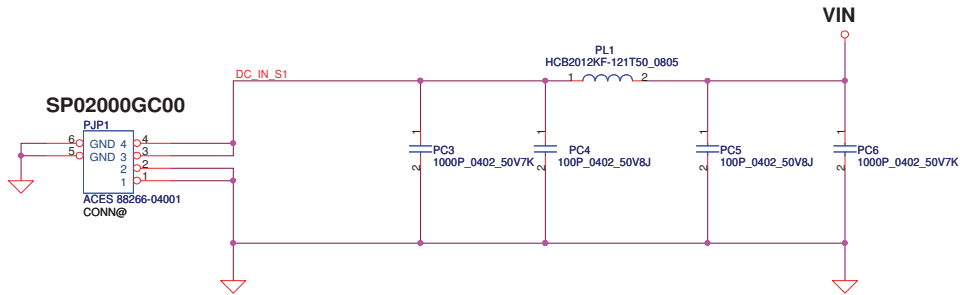 VIN
PL1
HCB2012KF-121T50_0805
DC_IN_S1
1
2
SP02000GC00
PJP1
6
GND
4
4
5
GND
3
3
2
2
1
1
ACES 88266-04001
CONN@
1
PC3
1000P_0402_50V7K
2
1
PC4
100P_0402_50V8J
2
1
PC5
100P_0402_50V8J
2
1
PC6
1000P_0402_50V7K
2